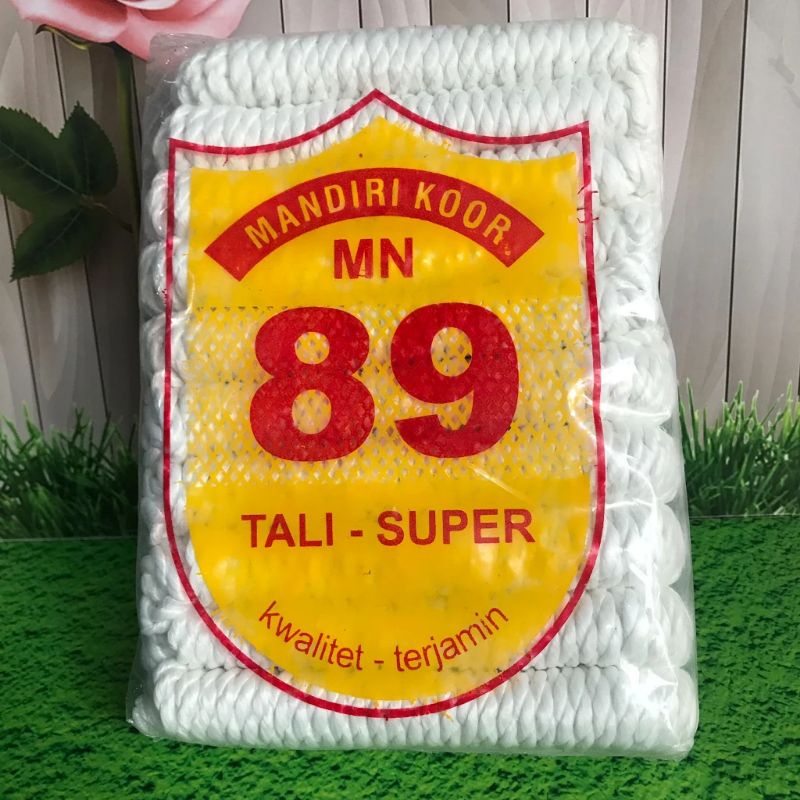 MANDIRI KOOR
MN
89
TALI - SUPER
kwalitet - terjamin